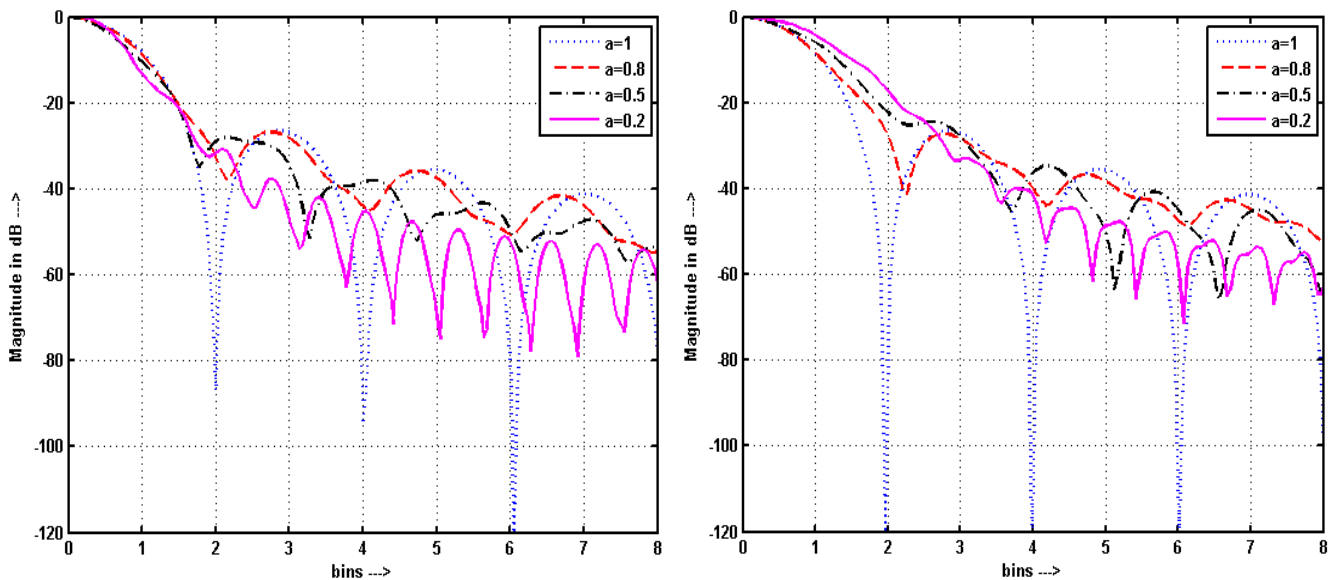 0
-20
-40
-60
-80
-100
-120
Magnitude in dB --->
0 1 2 3 4 5 6 7 8
bins --->
a=1
a=0.8
a=0.5
a=0.2
0
-20
-40
-60
-80
-100
-120
Magnitude in dB --->
0 1 2 3 4 5 6 7 8
bins --->
a=1
a=0.8
a=0.5
a=0.2